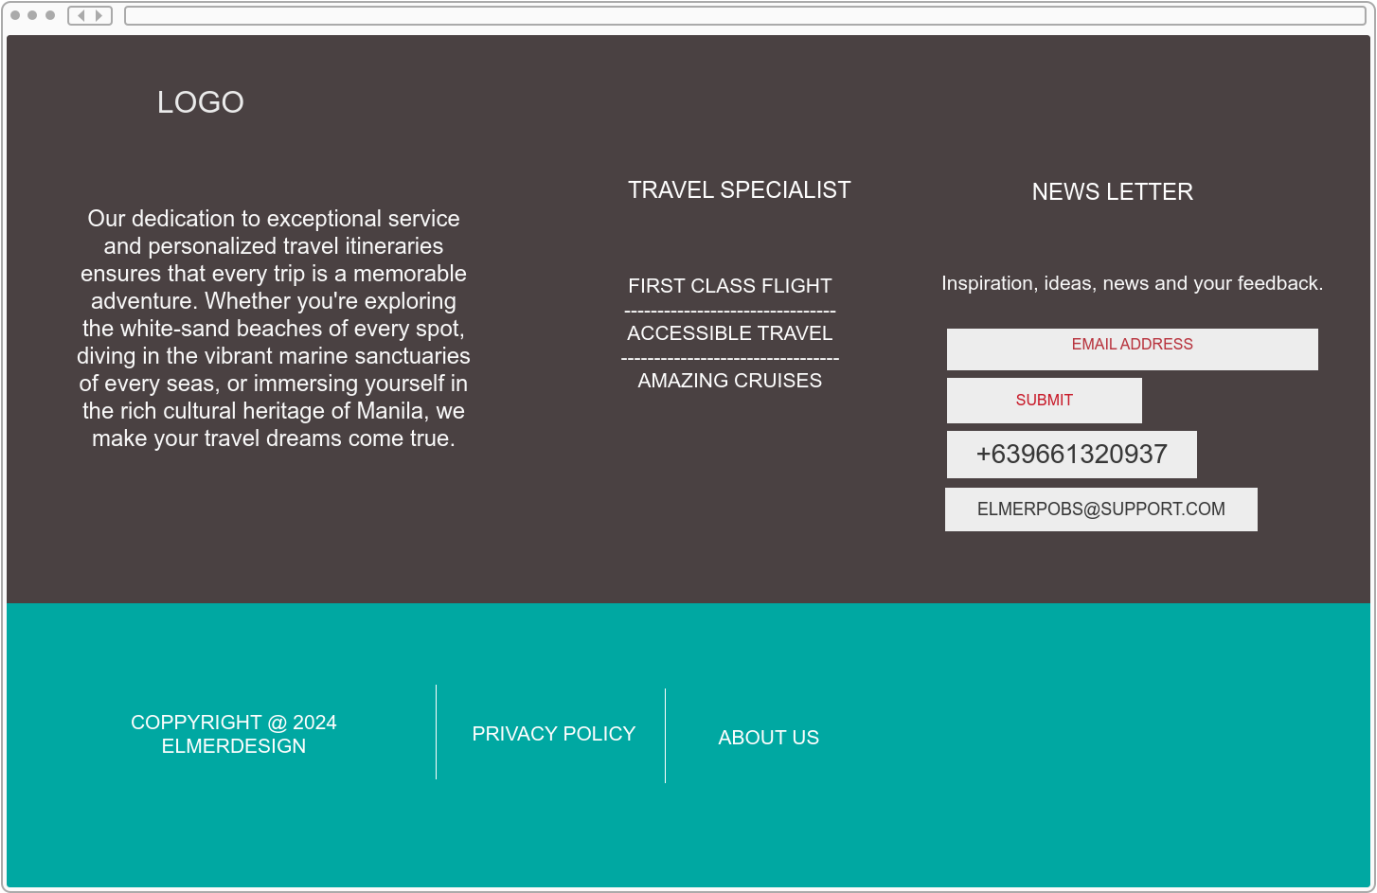 LOGO
Our dedication to exceptional service
and personalized travel itineraries
ensures that every trip is a memorable
adventure. Whether you're exploring
the white-sand beaches of every spot,
diving in the vibrant marine sanctuaries
of every seas, or immersing yourself in
the rich cultural heritage of Manila, we
make your travel dreams come true.
TRAVEL SPECIALIST
FIRST CLASS FLIGHT
--------------------------------
ACCESSIBLE TRAVEL
---------------------------------
AMAZING CRUISES
NEWS LETTER
Inspiration, ideas, news and your feedback.
EMAIL ADDRESS
SUBMIT
+639661320937
ELMERPOBS@SUPPORT.COM
COPPYRIGHT @ 2024
ELMERDESIGN
PRIVACY POLICY
ABOUT US